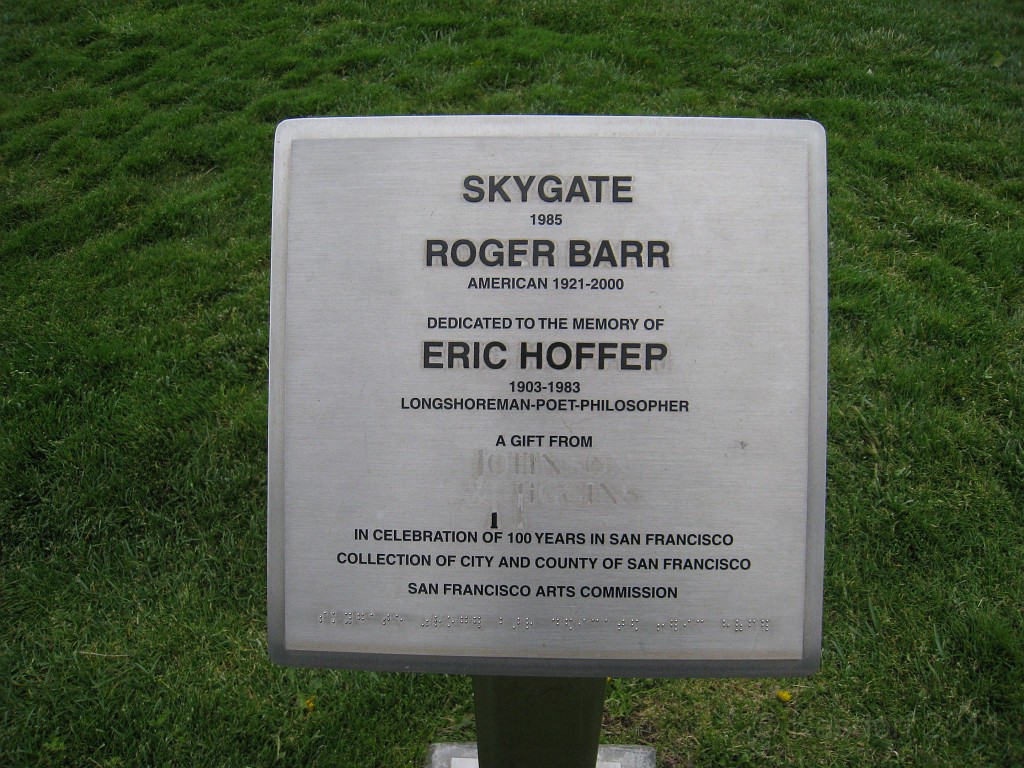 SKYGATE
1985
ROGER BARR
AMERICAN 1921-2000
DEDICATED TO THE MEMORY OF
ERIC HOFFER
1903-1983
LONGSHOREMAN-POET-PHILOSOPHER
A GIFT FROM
IN CELEBRATION OF 100 YEARS IN SAN FRANCISCO
COLLECTION OF CITY AND COUNTY OF SAN FRANCISCO
SAN FRANCISCO ARTS COMMISSION